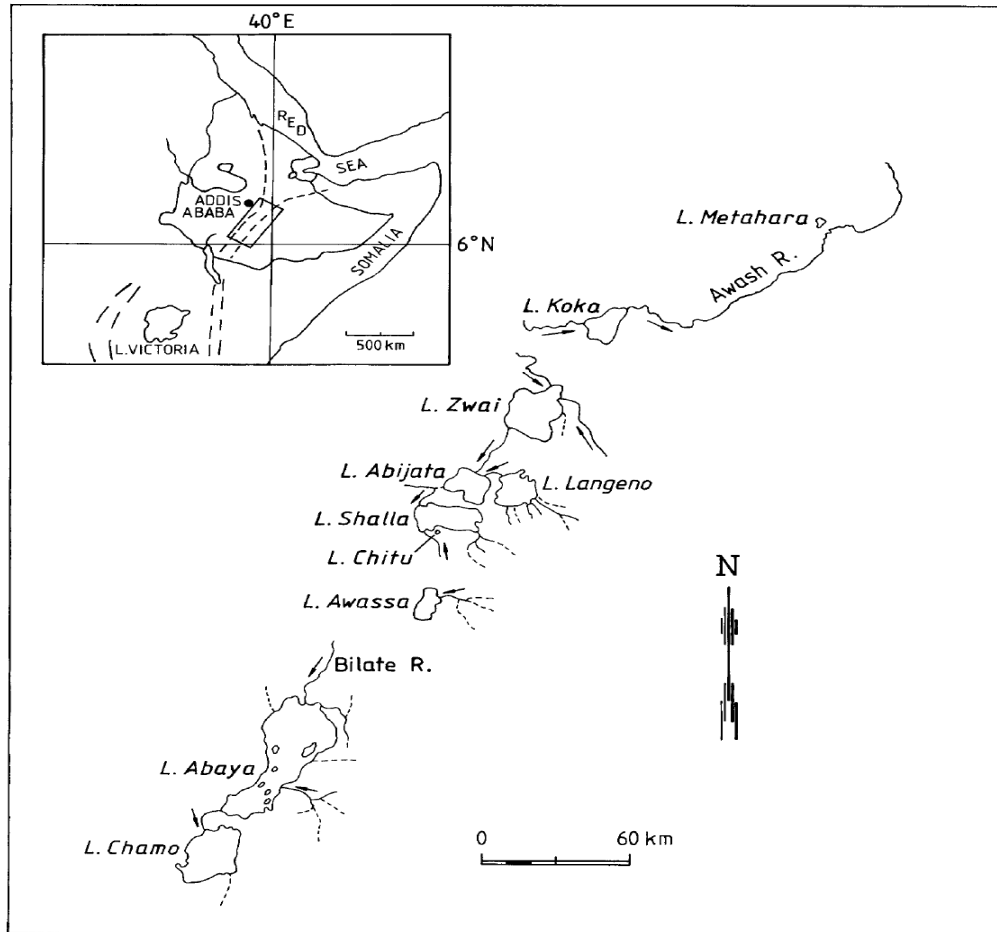 40°E
RED
SEA
ADDIS
ABABA
6°N
SOMALIA
500 km
L. VICTORIA
L. Metahara
Awash R.
L. Koka
L. Zwai
L. Abijata
L. Langeno
L. Shalla
L. Chitu
N
L. Awassa
Bilate R.
L. Abaya
0 60 km
L. Chamo